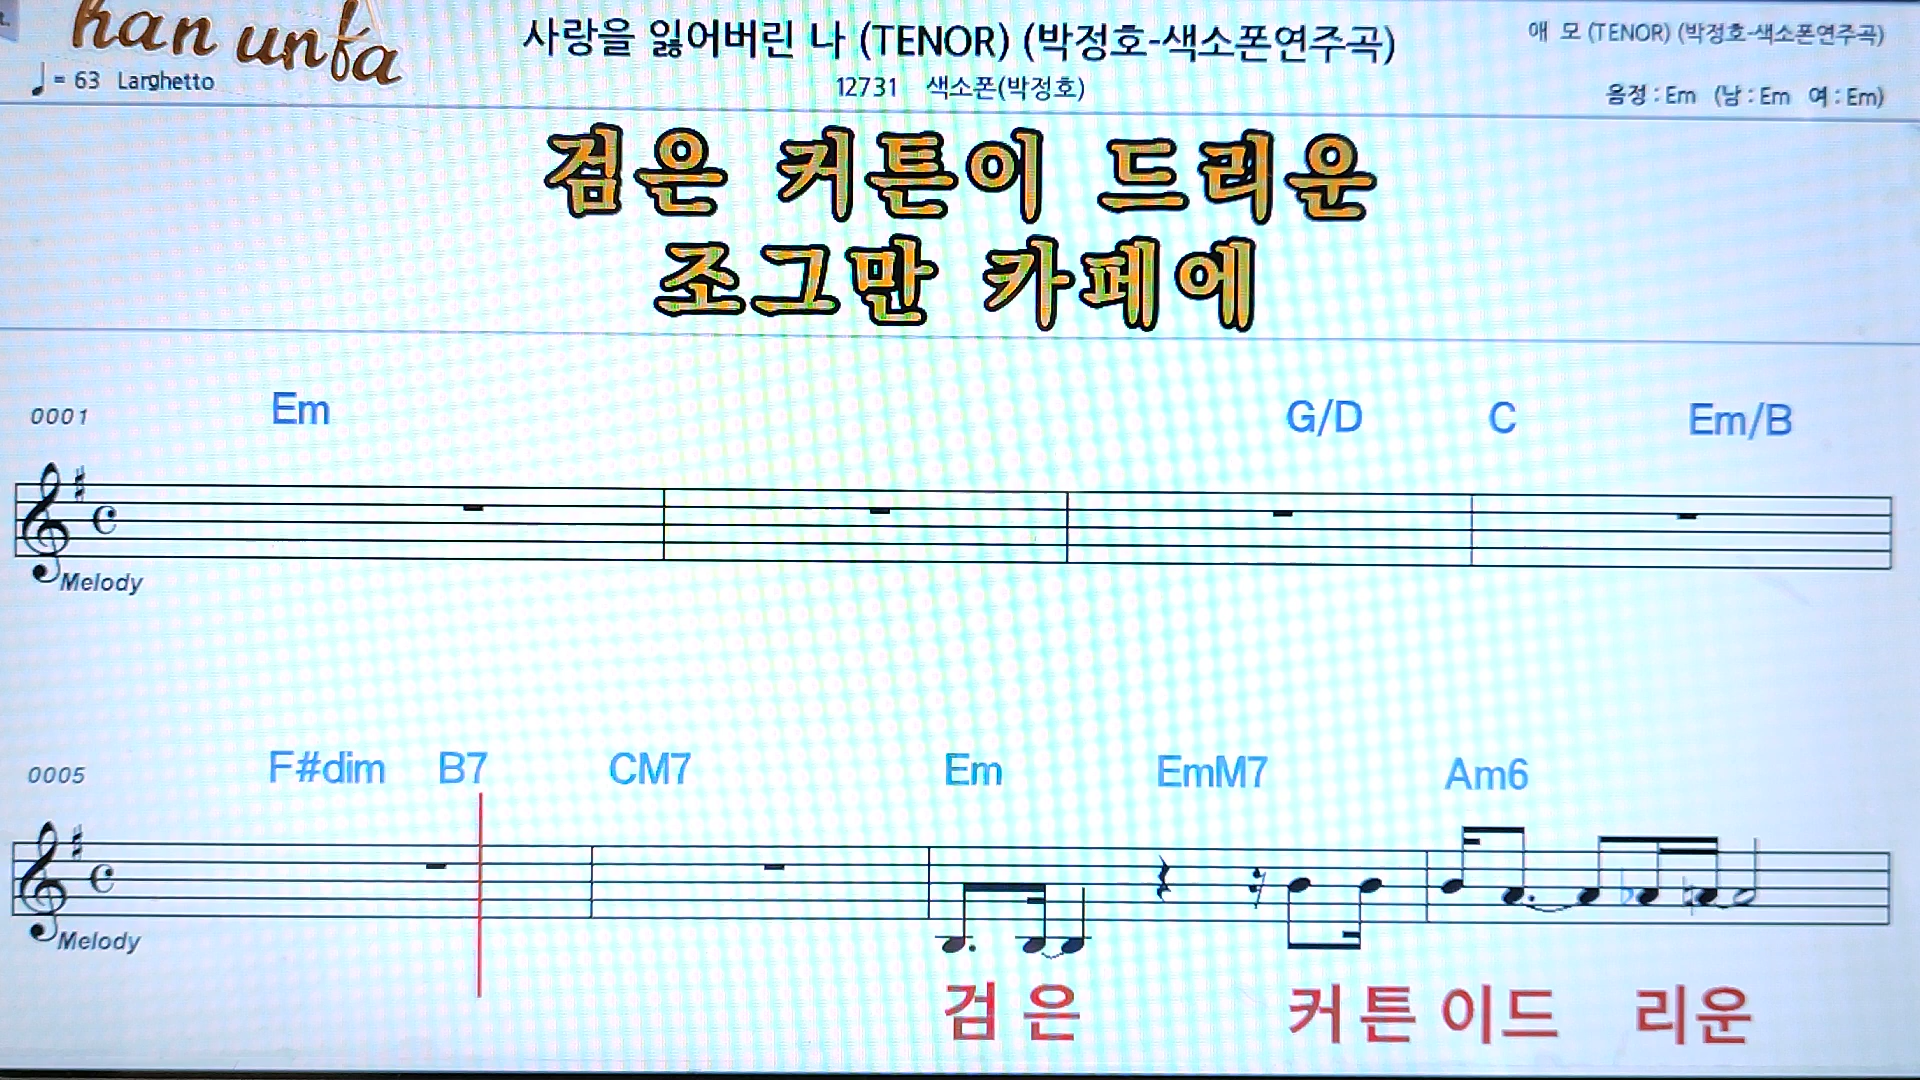 han unfa
♩= 63 Larghetto
사랑을 잃어버린 나 (TENOR) (박정호-색소폰연주곡)
12731 색소폰(박정호)
애 모 (TENOR) (박정호-색소폰연주곡)
음정 : Em (남 : Em 여 : Em)
검은 커튼이 드리운
조그만 카페에
0001 Em G/D C Em/B
Melody
0005 F#dim B7 CM7 Em EmM7 Am6
Melody
검 은 커 튼 이드 리운